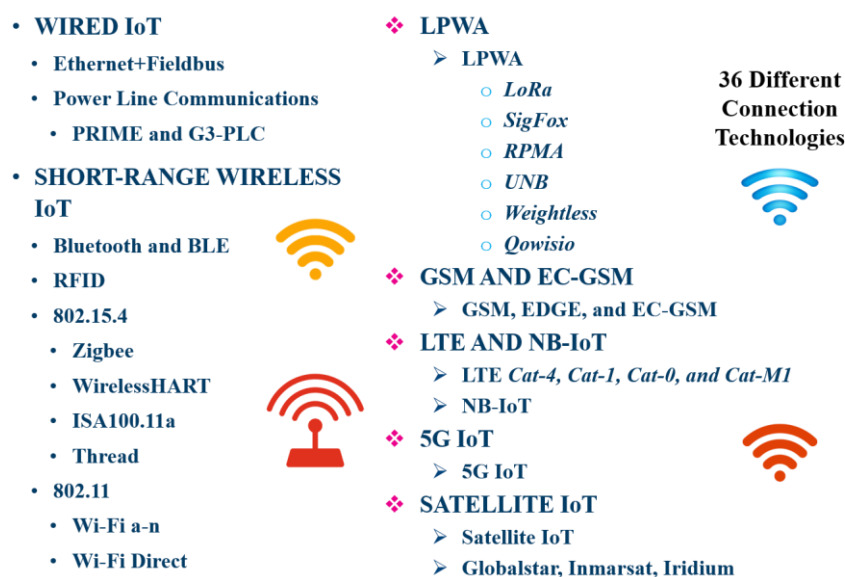 WIRED IoT
Ethernet+Fieldbus
Power Line Communications
PRIME and G3-PLC
SHORT-RANGE WIRELESS
IoT
Bluetooth and BLE
RFID
802.15.4
Zigbee
WirelessHART
ISA100.11a
Thread
802.11
Wi-Fi a-n
Wi-Fi Direct
LPWA
LPWA
LoRa
SigFox
RPMA
UNB
Weightless
Qowisio
GSM AND EC-GSM
GSM, EDGE, and EC-GSM
LTE AND NB-IoT
LTE Cat-4, Cat-1, Cat-0, and Cat-M1
NB-IoT
5G IoT
5G IoT
SATELLITE IoT
Satellite IoT
Globalstar, Inmarsat, Iridium
36 Different
Connection
Technologies